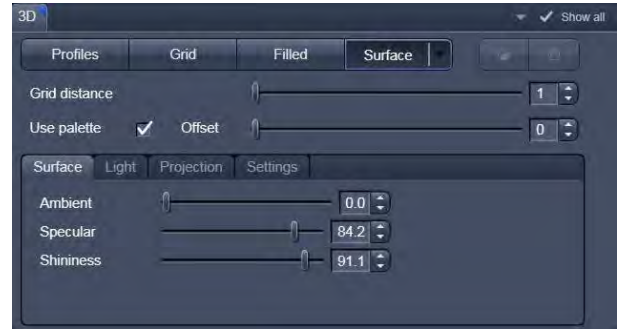 3D Show all
Profiles Grid Filled Surface
Grid distance 1
Use palette Offset 0
Surface Light Projection Settings
Ambient 0.0
Specular 84.2
Shininess 91.1